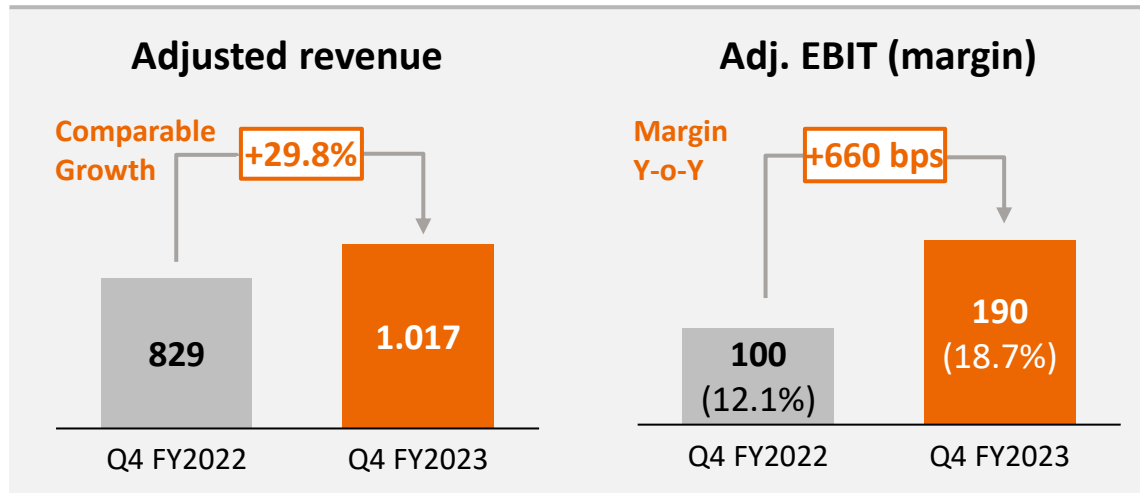 Adjusted revenue
Comparable
Growth
+29.8%
829
1.017
Q4 FY2022
Q4 FY2023
Adj. EBIT (margin)
Margin
Y-o-Y
+660 bps
100
(12.1%)
190
(18.7%)
Q4 FY2022
Q4 FY2023